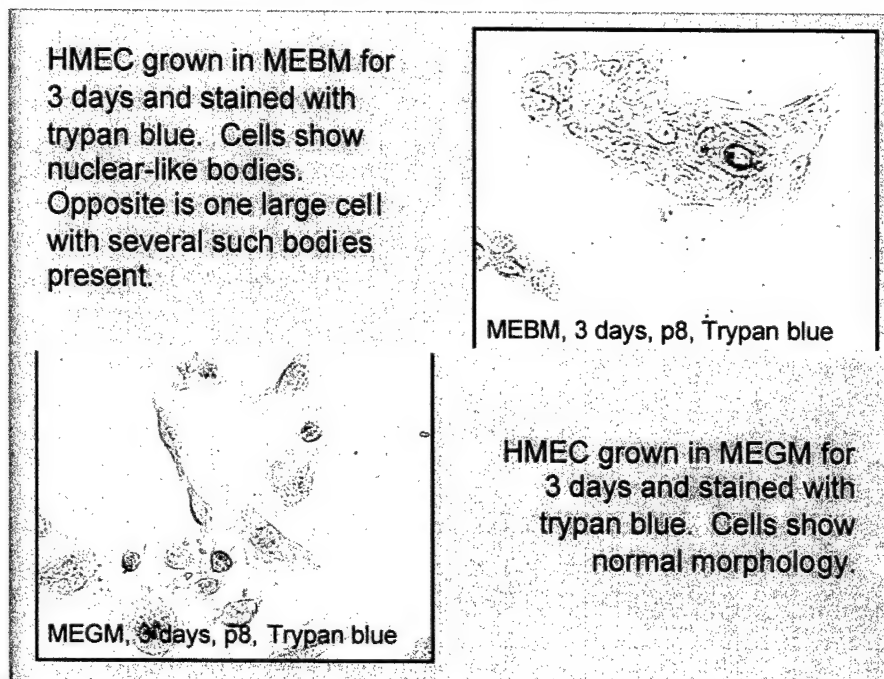 HMEC grown in MEBM for
3 days and stained with
trypan blue. Cells show
nuclear-like bodies.
Opposite is one large cell
with several such bodies
present.
MEBM, 3 days, p8, Trypan blue
HMEC grown in MEGM for
3 days and stained with
trypan blue. Cells show
normal morphology.
MEGM, 3 days, p8, Trypan blue